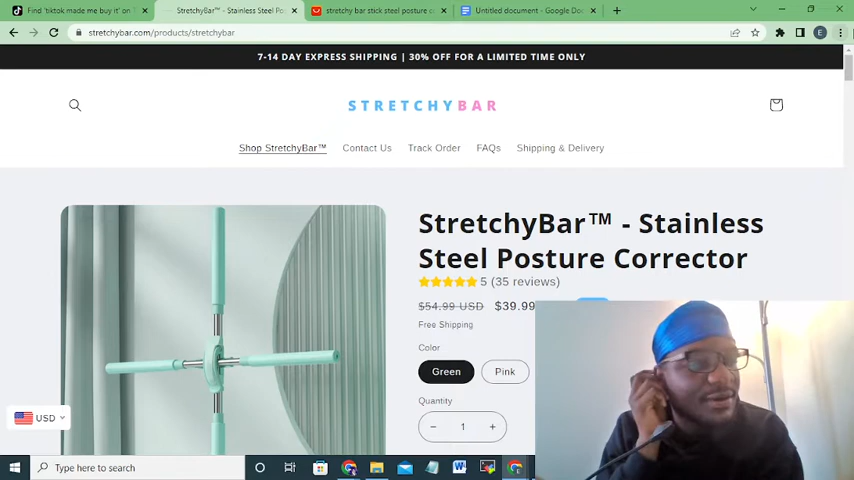 Find 'tiktok made me buy it' on T
StretchyBar™ - Stainless Steel Po
stretchy bar stick steel posture c
Untitled document - Google Do
stretchybar.com/products/stretchybar
E
7-14 DAY EXPRESS SHIPPING | 30% OFF FOR A LIMITED TIME ONLY
STRETCHYBAR
Shop StretchyBar™
Contact Us
Track Order
FAQs
Shipping & Delivery
StretchyBar™ - Stainless
Steel Posture Corrector
5 (35 reviews)
$54.99 USD $39.99
Free Shipping
Color
Green
Pink
Quantity
− 1 +
USD
Type here to search